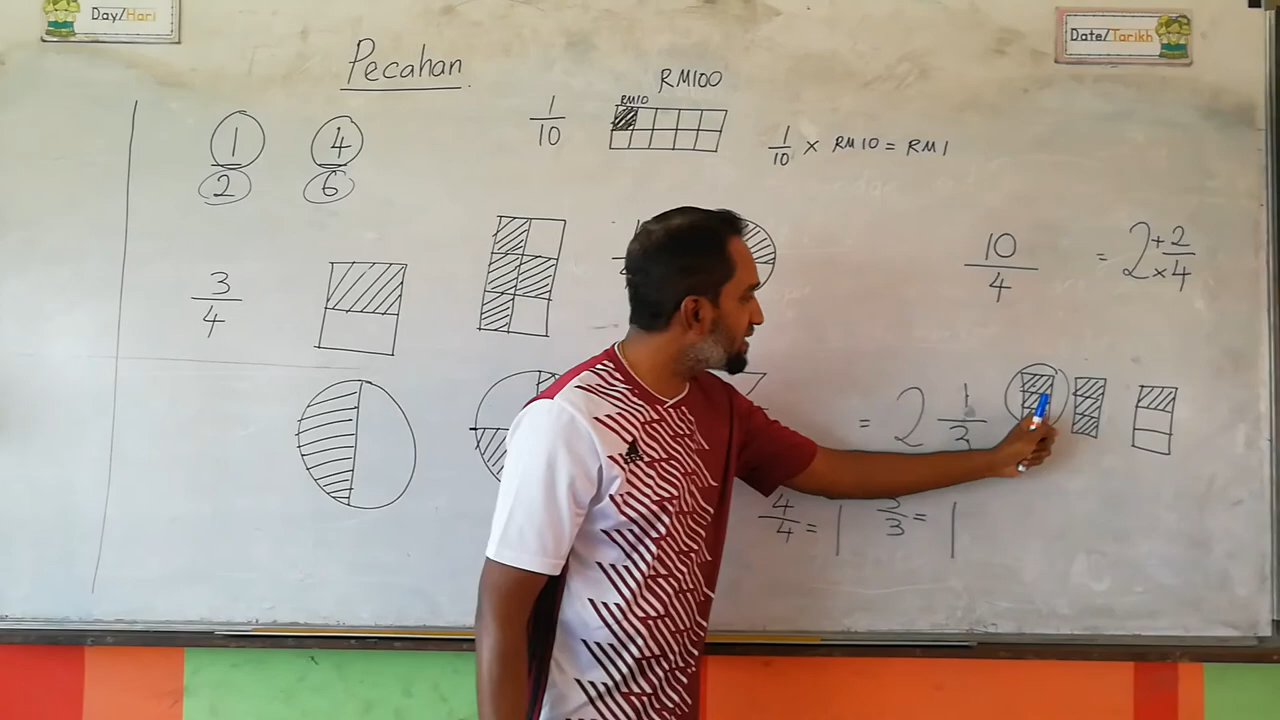 Day/Hari
Date/Tarikh
Pecahan
RM100
RM10
1/10
1/10 × RM10 = RM1
1/2
4/6
3/4
10/4 = 2 + × 2/4
= 2 1/3
4/4 = 1
3/3 = 1